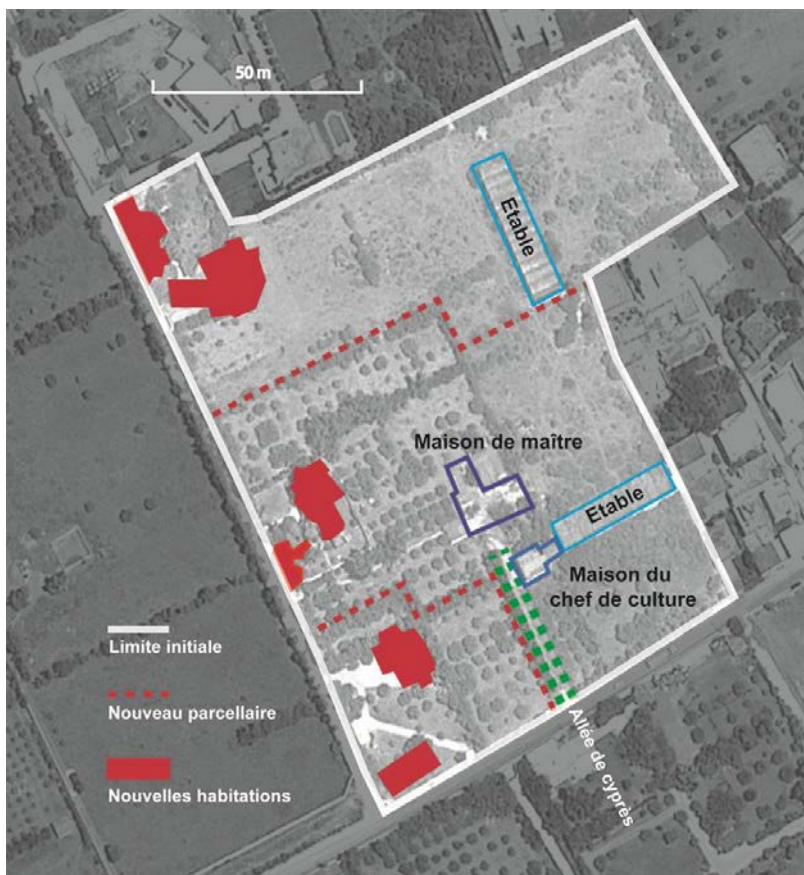 50 m
Etable
Maison de maître
Etable
Maison du
chef de culture
Limite initiale
Nouveau parcellaire
Nouvelles habitations
Allée de cyprès